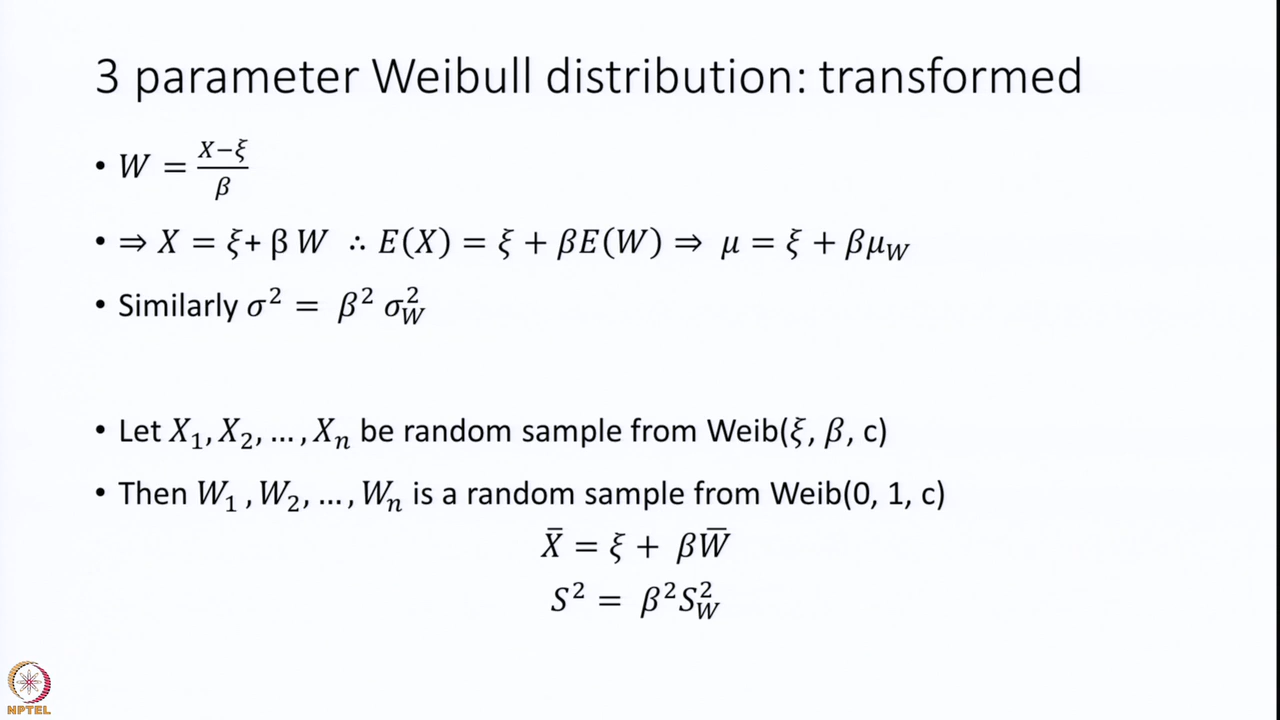 3 parameter Weibull distribution: transformed
• W = (X−ξ)/β
• ⇒ X = ξ+ β W ∴ E(X) = ξ + βE(W) ⇒ μ = ξ + βμ_W
• Similarly σ² = β² σ_W²
• Let X₁, X₂, ..., Xₙ be random sample from Weib(ξ, β, c)
• Then W₁ , W₂, ..., Wₙ is a random sample from Weib(0, 1, c)
X̄ = ξ + βW̄
S² = β²S_W²
NPTEL